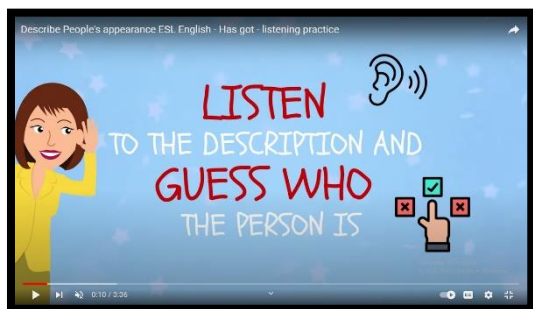 Describe People's appearance ESL English - Has got - listening practice
LISTEN
TO THE DESCRIPTION AND
GUESS WHO
THE PERSON IS
0:10 / 3:36